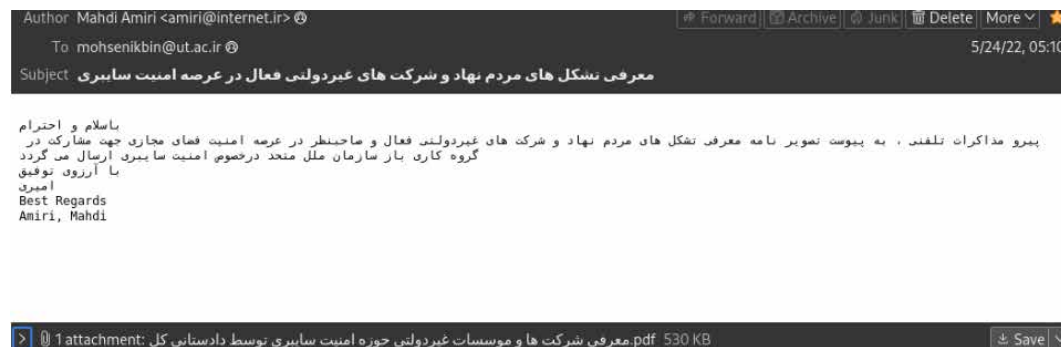 Author Mahdi Amiri <amiri@internet.ir> Forward Archive Junk Delete More
To mohsenikbin@ut.ac.ir 5/24/22, 05:10
Subject معرفی تشکل های مردم نهاد و شرکت های غیردولتی فعال در عرصه امنیت سایبری
باسلام و احترام
پیرو مذاکرات تلفنی ، به پیوست تصویر نامه معرفی تشکل های مردم نهاد و شرکت های غیردولتی فعال و صاحبنظر در عرصه امنیت فضای مجازی جهت مشارکت در
گروه کاری باز سازمان ملل متحد درخصوص امنیت سایبری ارسال می گردد
با آرزوی توفیق
امیری
Best Regards
Amiri, Mahdi
1 attachment: معرفی شرکت ها و موسسات غیردولتی حوزه امنیت سایبری توسط دادستانی کل.pdf 530 KB Save